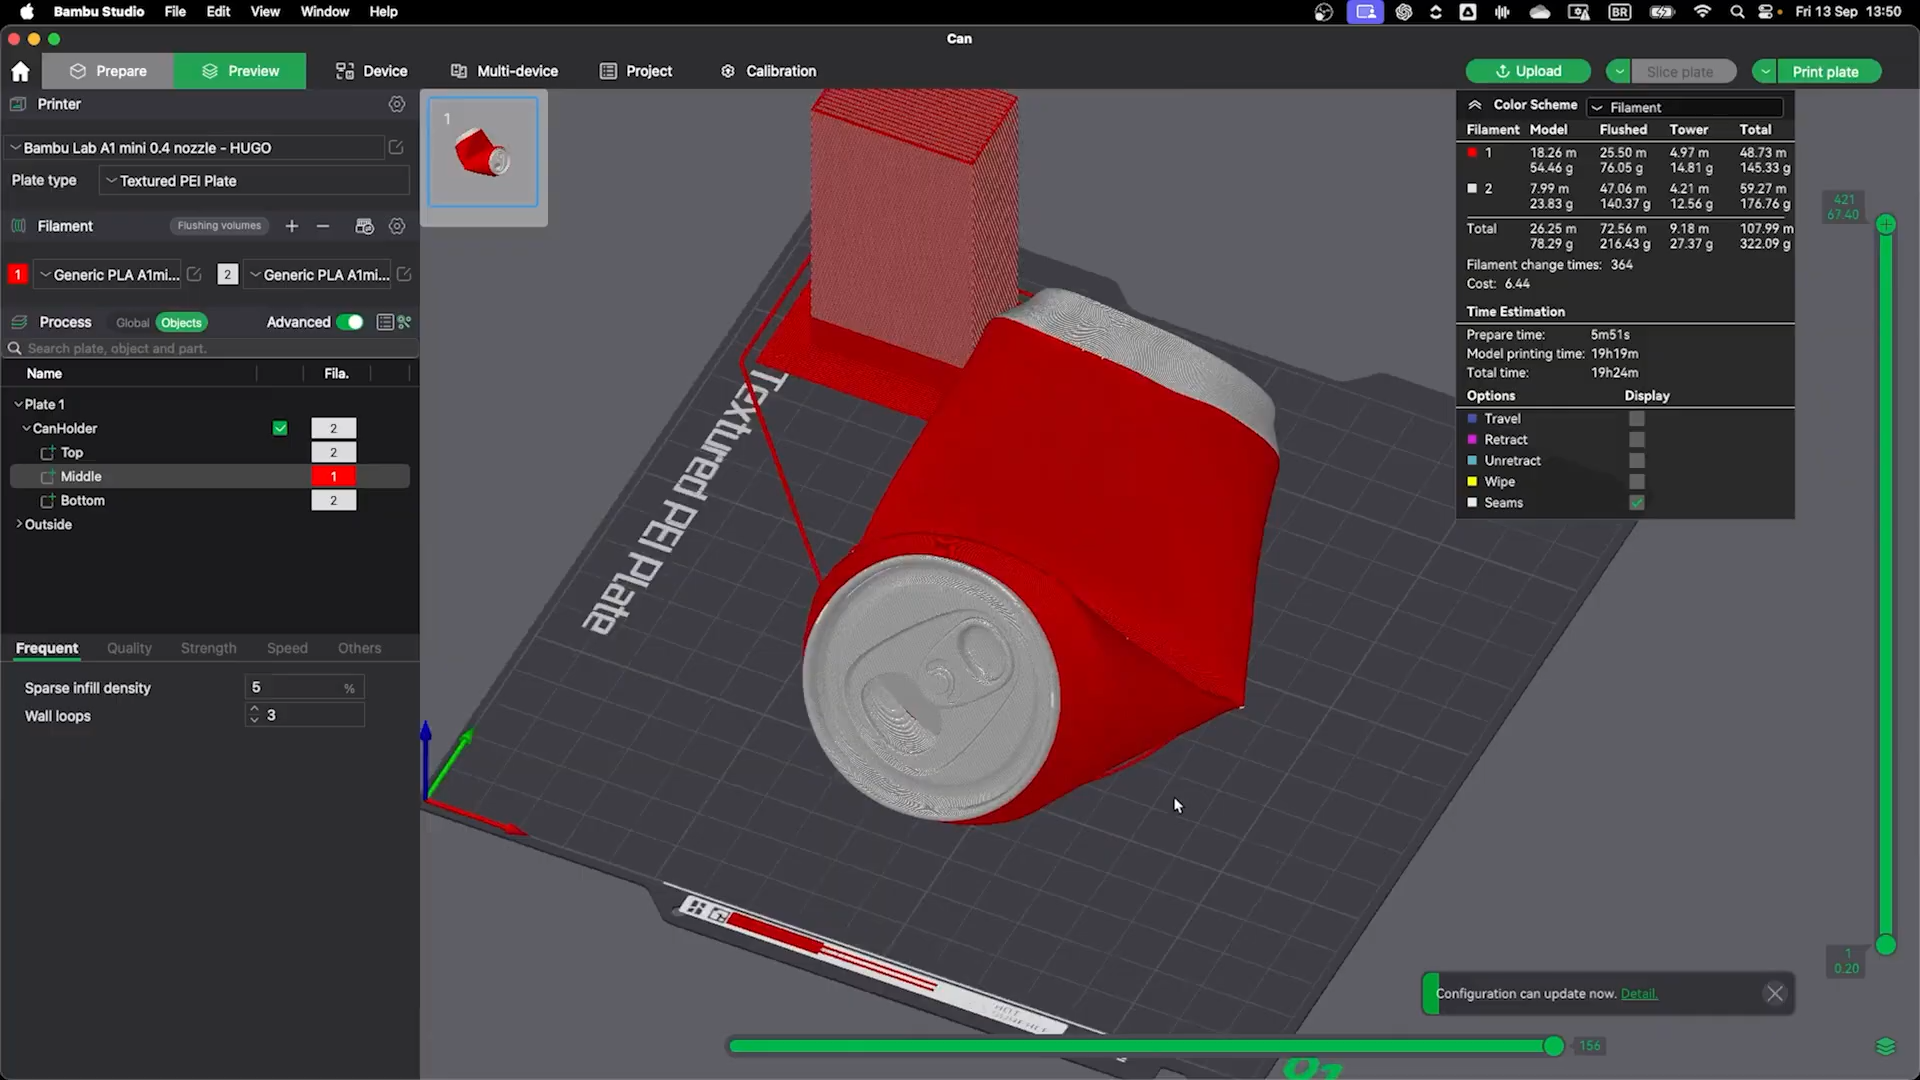 Bambu Studio File Edit View Window Help
BR
Fri 13 Sep 13:50
Can
Prepare
Preview
Device
Multi-device
Project
Calibration
Upload
Slice plate
Print plate
Printer
Bambu Lab A1 mini 0.4 nozzle - HUGO
Plate type
Textured PEI Plate
Filament
Flushing volumes
1 Generic PLA A1mi...
2 Generic PLA A1mi...
Process Global Objects Advanced
Search plate, object and part.
Name Fila.
Plate 1
CanHolder 2
Top 2
Middle 1
Bottom 2
Outside
Frequent Quality Strength Speed Others
Sparse infill density 5 %
Wall loops 3
1
Textured PEI Plate
Color Scheme Filament
Filament Model Flushed Tower Total
1 18.26 m 25.50 m 4.97 m 48.73 m
54.46 g 76.05 g 14.81 g 145.33 g
2 7.99 m 47.06 m 4.21 m 59.27 m
23.83 g 140.37 g 12.56 g 176.76 g
Total 26.25 m 72.56 m 9.18 m 107.99 m
78.29 g 216.43 g 27.37 g 322.09 g
Filament change times: 364
Cost: 6.44
Time Estimation
Prepare time: 5m51s
Model printing time: 19h19m
Total time: 19h24m
Options Display
Travel
Retract
Unretract
Wipe
Seams
421
67.40
1
0.20
Configuration can update now. Detail.
156
01